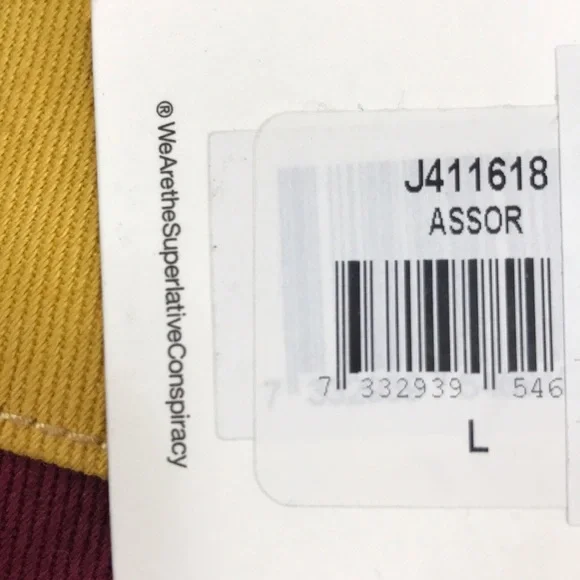 ® WeAretheSuperlativeConspiracy
J411618
ASSOR
7 332939 546
L